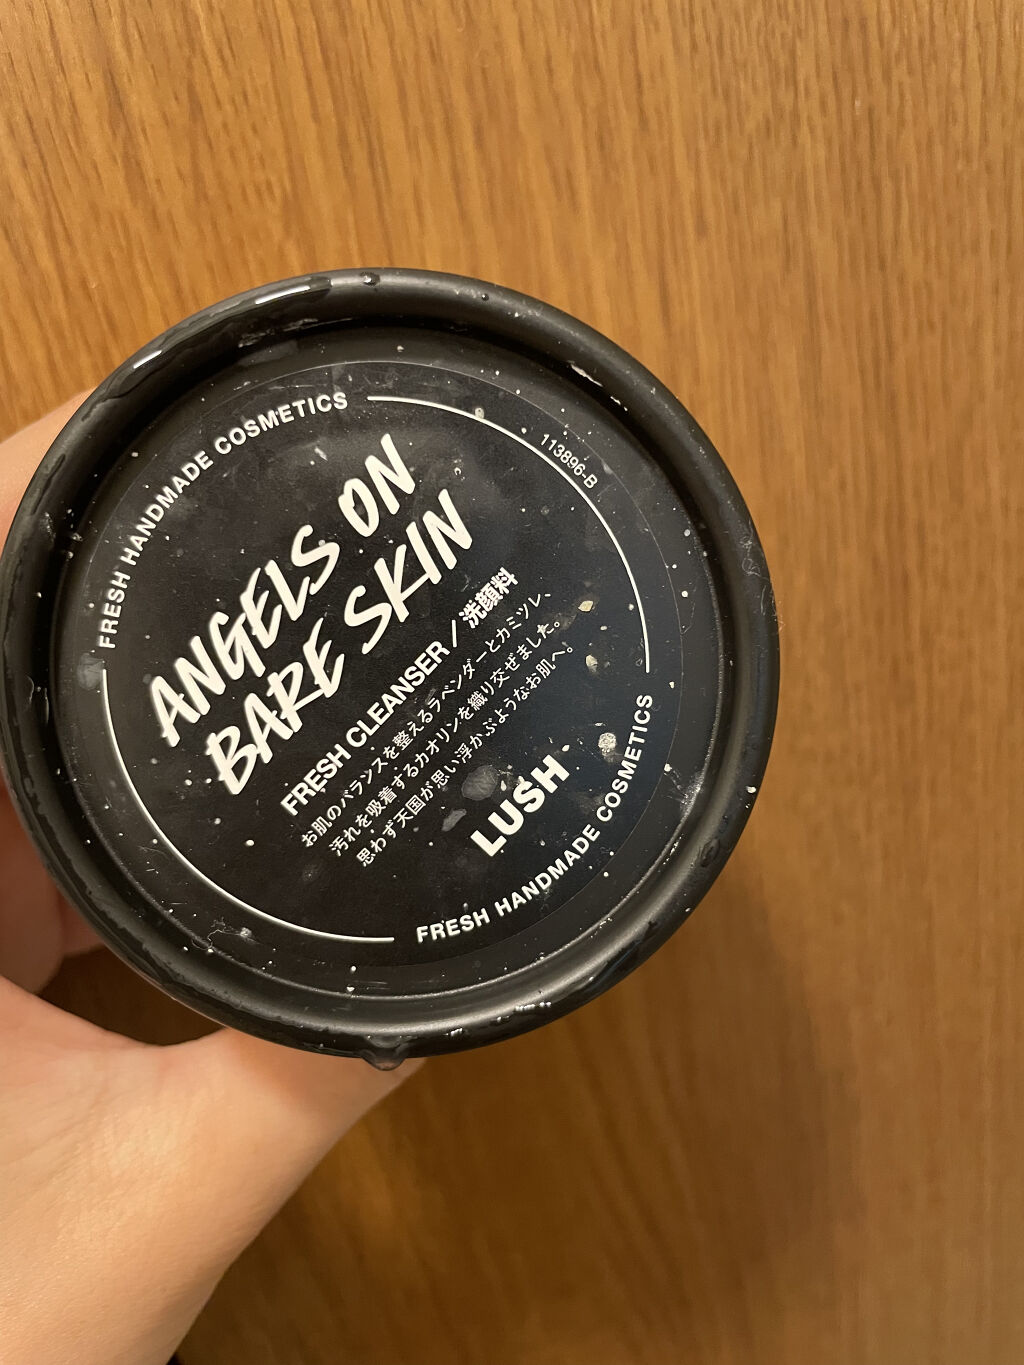 FRESH HANDMADE COSMETICS
113896-B
ANGELS ON
BARE SKIN
FRESH CLEANSER / 洗顔料
お肌のバランスを整えるラベンダーとカミツレ、
汚れを吸着するカオリンを織り交ぜました。
思わず天国が思い浮かぶようなお肌へ。
LUSH
FRESH HANDMADE COSMETICS